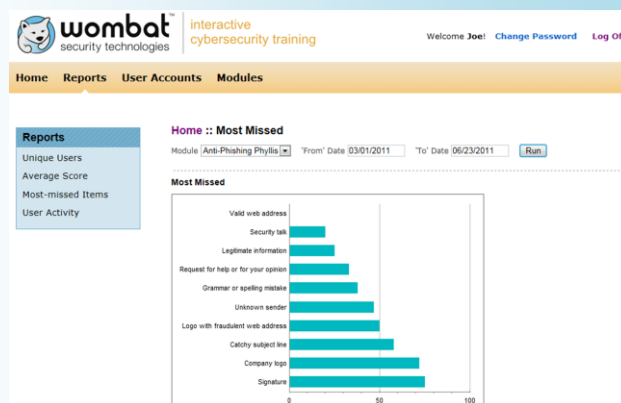 wombat™
security technologies
interactive
cybersecurity training
Welcome Joe! Change Password Log Of
Home Reports User Accounts Modules
Reports
Unique Users
Average Score
Most-missed Items
User Activity
Home :: Most Missed
Module Anti-Phishing Phyllis 'From' Date 03/01/2011 'To' Date 06/23/2011 Run
Most Missed
Valid web address
Security talk
Legitimate information
Request for help or for your opinion
Grammar or spelling mistake
Unknown sender
Logo with fraudulent web address
Catchy subject line
Company logo
Signature
0 50 100